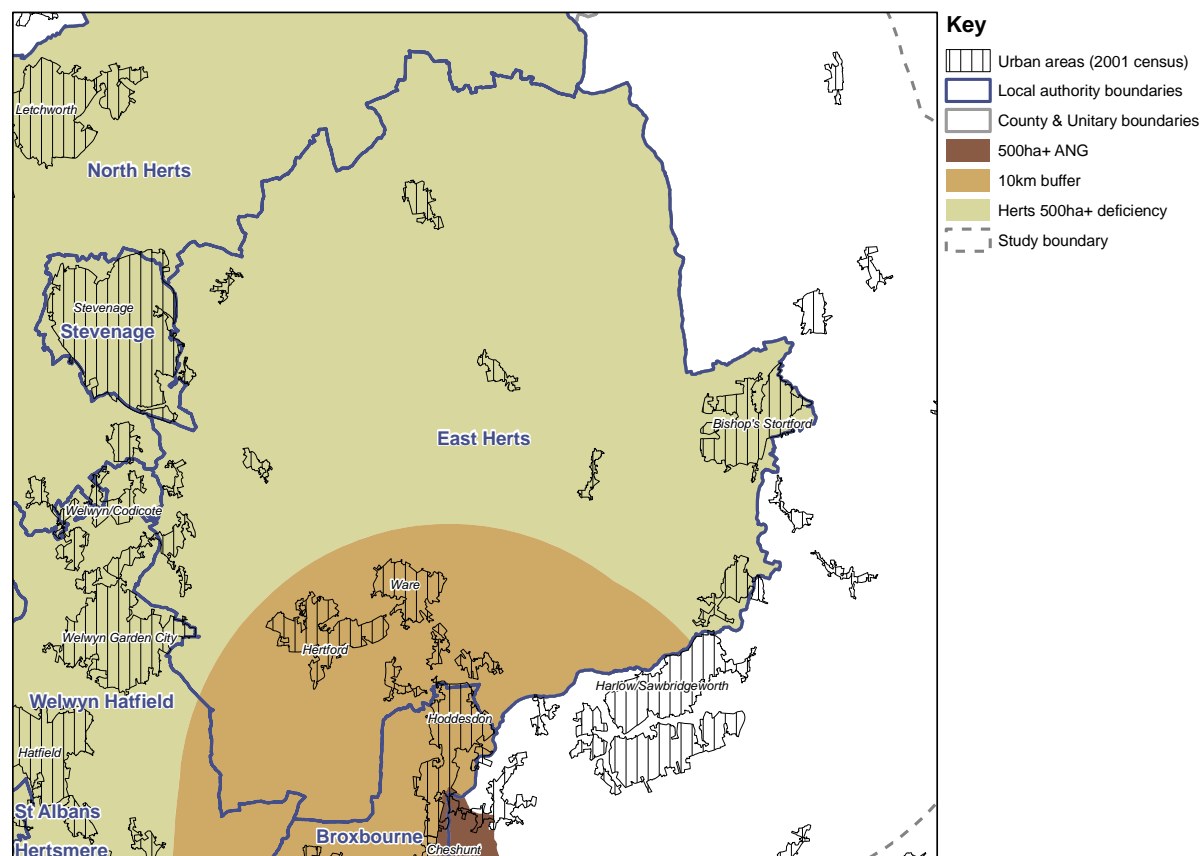 Key
Urban areas (2001 census)
Local authority boundaries
County & Unitary boundaries
500ha+ ANG
10km buffer
Herts 500ha+ deficiency
Study boundary
Letchworth
North Herts
Stevenage
Stevenage
Bishop's Stortford
East Herts
Welwyn/Codicote
Ware
Welwyn Garden City
Hertford
Harlow/Sawbridgeworth
Welwyn Hatfield
Hoddesdon
Hatfield
St Albans
Broxbourne
Hertsmere
Cheshunt